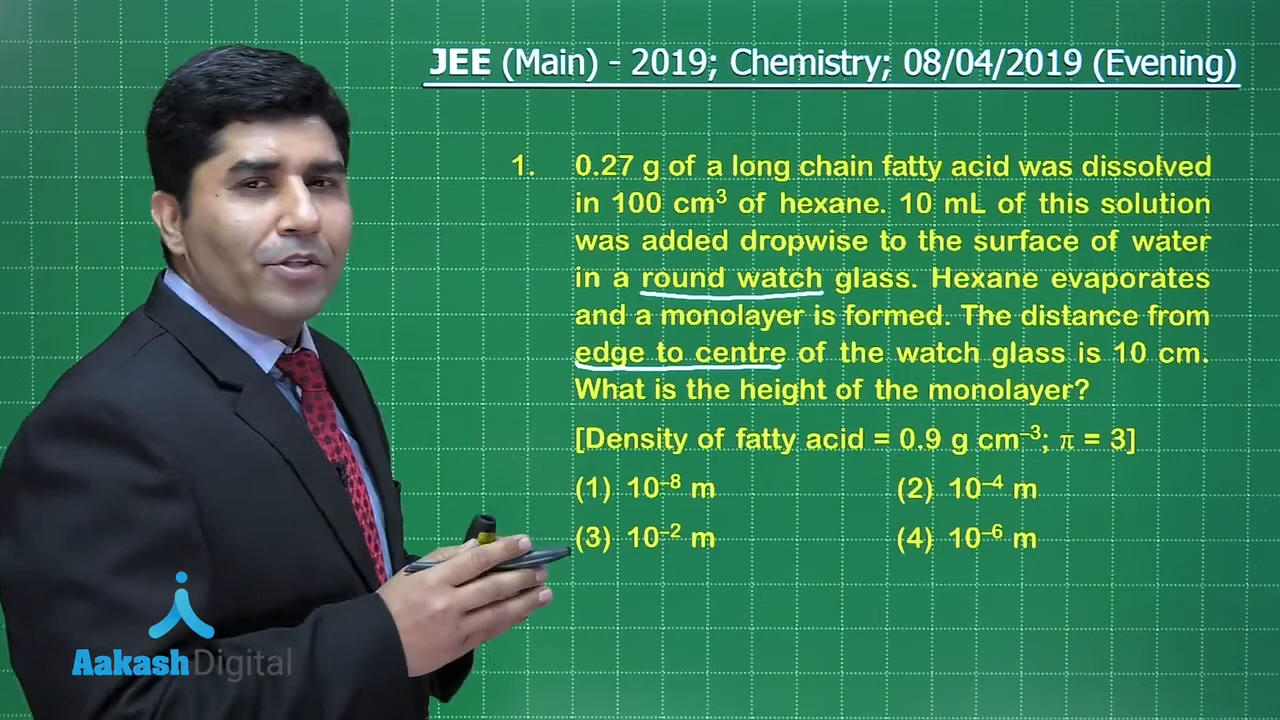 JEE (Main) - 2019; Chemistry; 08/04/2019 (Evening)
1. 0.27 g of a long chain fatty acid was dissolved
in 100 cm³ of hexane. 10 mL of this solution
was added dropwise to the surface of water
in a round watch glass. Hexane evaporates
and a monolayer is formed. The distance from
edge to centre of the watch glass is 10 cm.
What is the height of the monolayer?
[Density of fatty acid = 0.9 g cm⁻³; π = 3]
(1) 10⁻⁸ m (2) 10⁻⁴ m
(3) 10⁻² m (4) 10⁻⁶ m
Aakash Digital